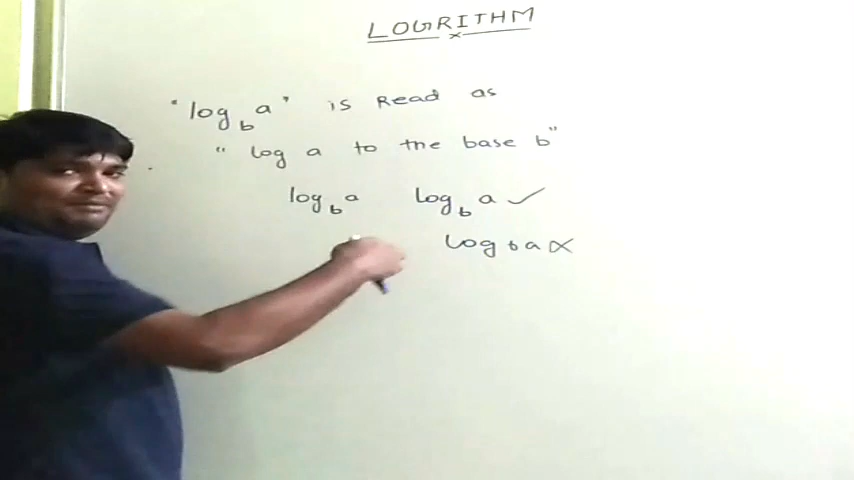 LOGRITHM
"log_b a" is Read as
" log a to the base b"
log_b a log_b a ✓
log b a ×